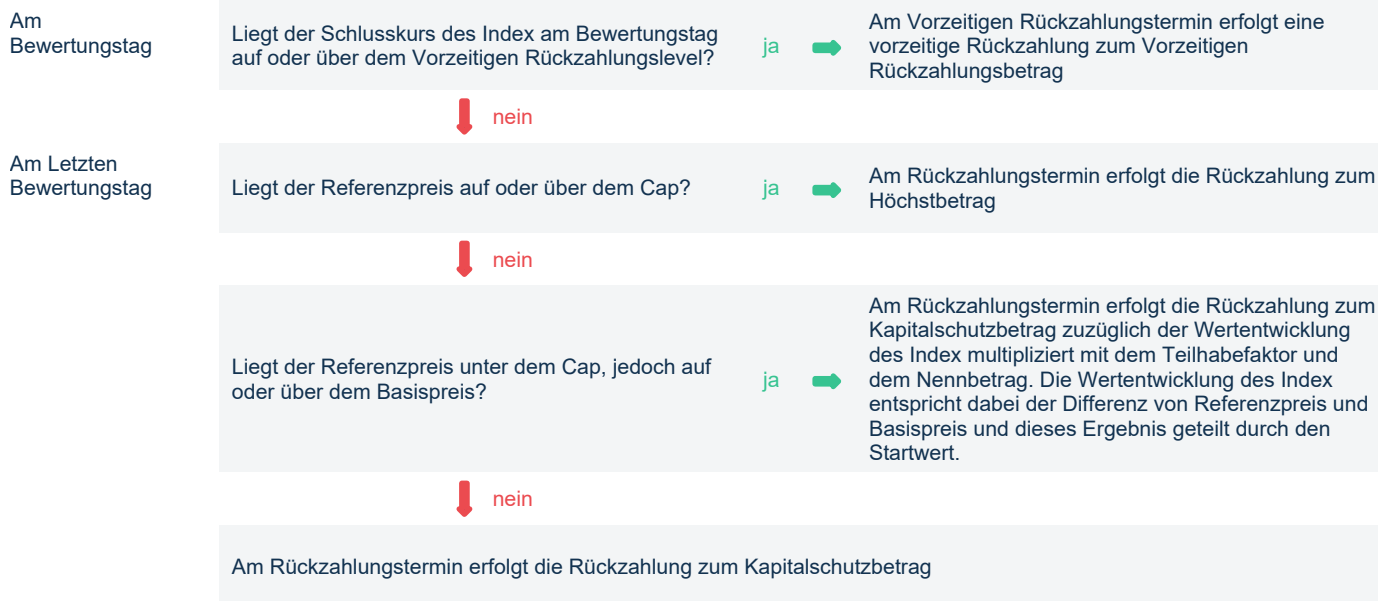 Am
Bewertungstag
Liegt der Schlusskurs des Index am Bewertungstag
auf oder über dem Vorzeitigen Rückzahlungslevel?
ja
Am Vorzeitigen Rückzahlungstermin erfolgt eine
vorzeitige Rückzahlung zum Vorzeitigen
Rückzahlungsbetrag
nein
Am Letzten
Bewertungstag
Liegt der Referenzpreis auf oder über dem Cap?
ja
Am Rückzahlungstermin erfolgt die Rückzahlung zum
Höchstbetrag
nein
Liegt der Referenzpreis unter dem Cap, jedoch auf
oder über dem Basispreis?
ja
Am Rückzahlungstermin erfolgt die Rückzahlung zum
Kapitalschutzbetrag zuzüglich der Wertentwicklung
des Index multipliziert mit dem Teilhabefaktor und
dem Nennbetrag. Die Wertentwicklung des Index
entspricht dabei der Differenz von Referenzpreis und
Basispreis und dieses Ergebnis geteilt durch den
Startwert.
nein
Am Rückzahlungstermin erfolgt die Rückzahlung zum Kapitalschutzbetrag